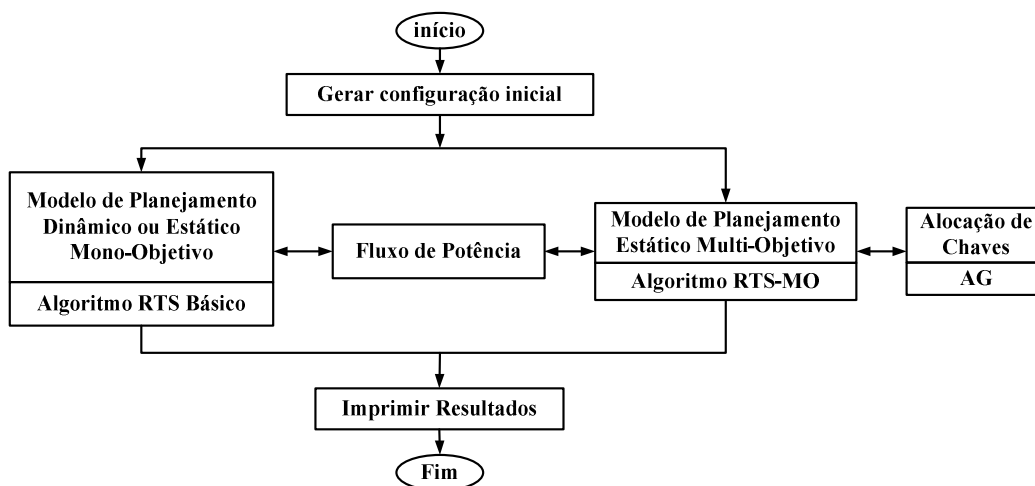 início
Gerar configuração inicial
Modelo de Planejamento
Dinâmico ou Estático
Mono-Objetivo
Algoritmo RTS Básico
Fluxo de Potência
Modelo de Planejamento
Estático Multi-Objetivo
Algoritmo RTS-MO
Alocação de
Chaves
AG
Imprimir Resultados
Fim